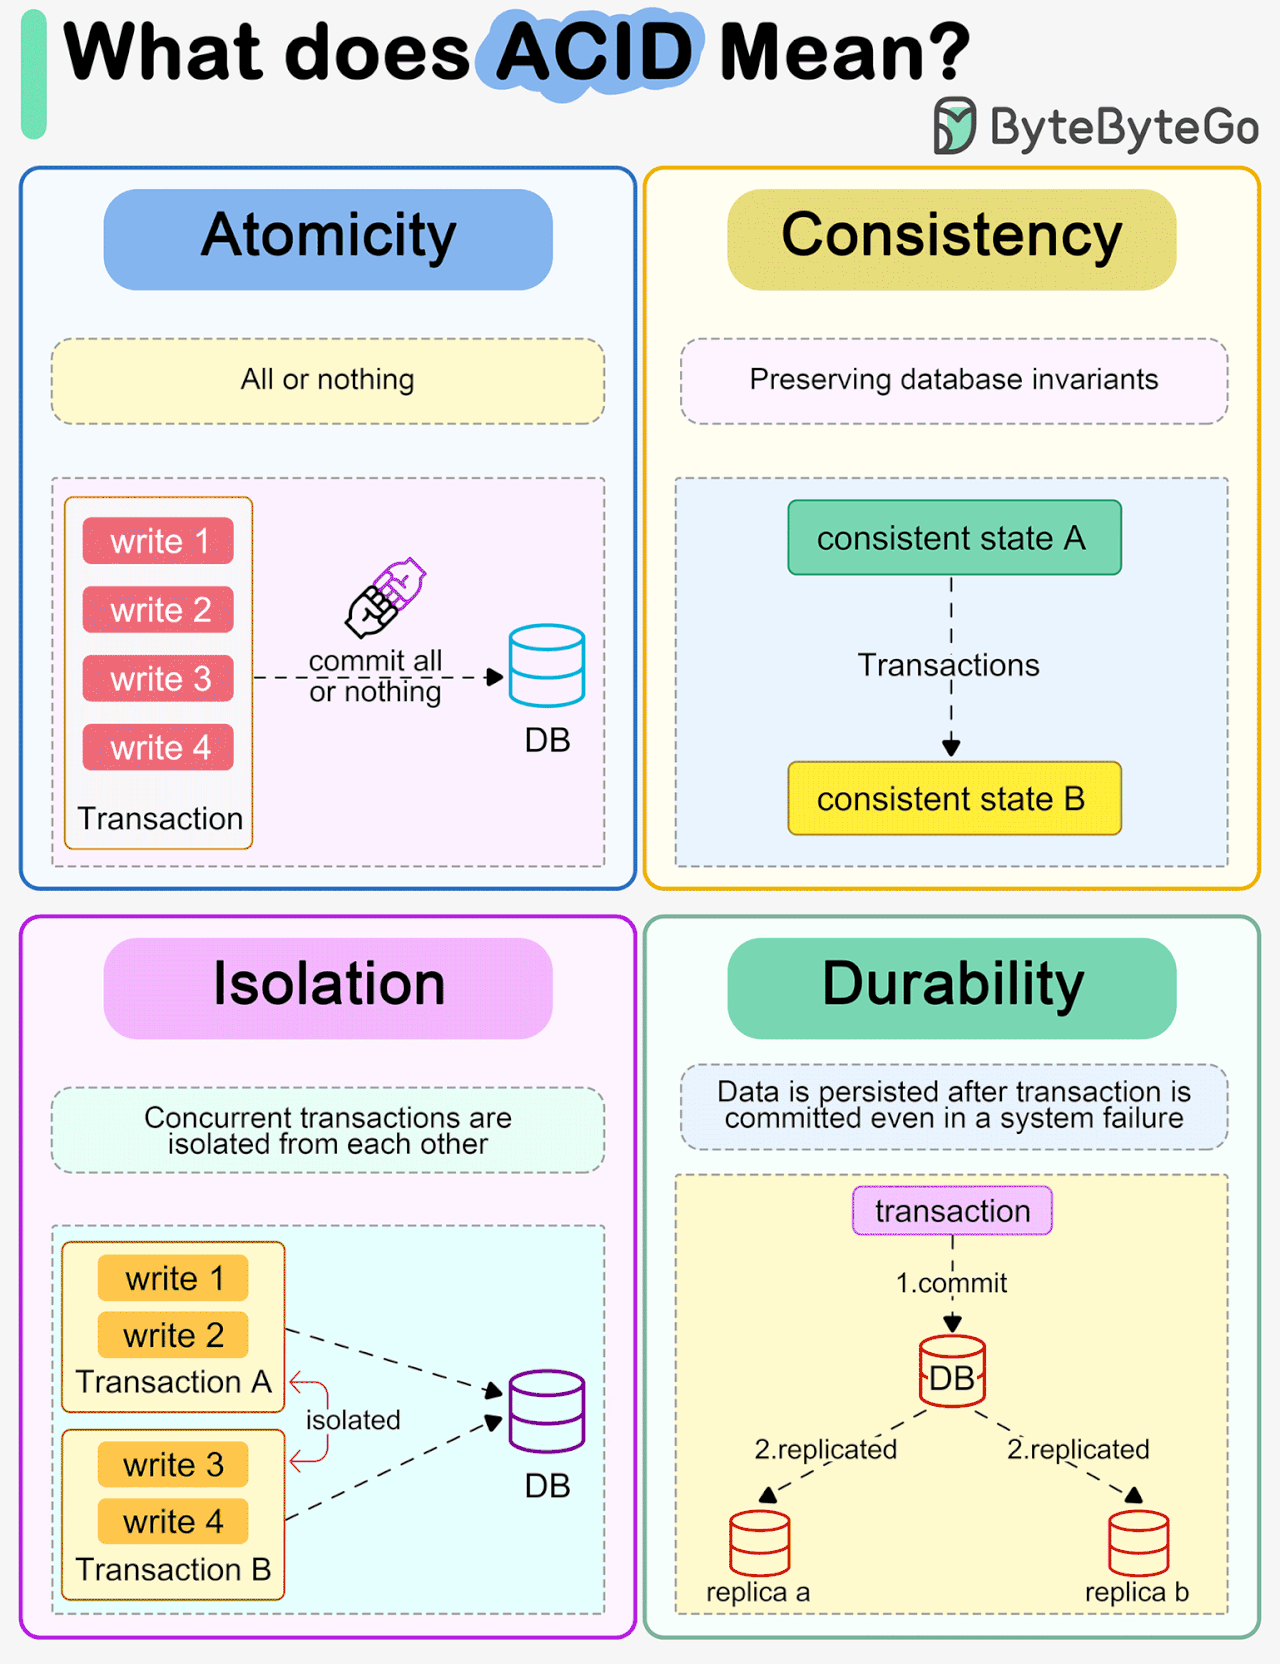 What does ACID Mean?
ByteByteGo
Atomicity
All or nothing
write 1
write 2
write 3
write 4
Transaction
commit all
or nothing
DB
Consistency
Preserving database invariants
consistent state A
Transactions
consistent state B
Isolation
Concurrent transactions are
isolated from each other
write 1
write 2
Transaction A
isolated
write 3
write 4
Transaction B
DB
Durability
Data is persisted after transaction is
committed even in a system failure
transaction
1.commit
DB
2.replicated
2.replicated
replica a
replica b